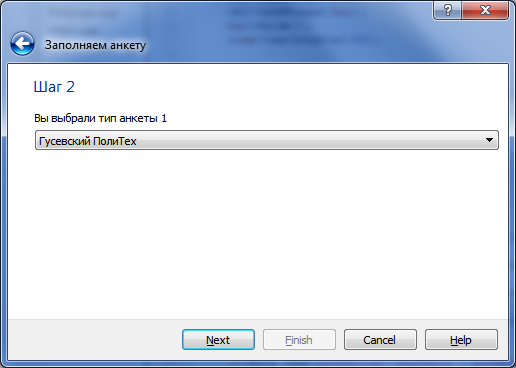 ?
Заполняем анкету
Шаг 2
Вы выбрали тип анкеты 1
Гусевский ПолиТех
Next Finish Cancel Help